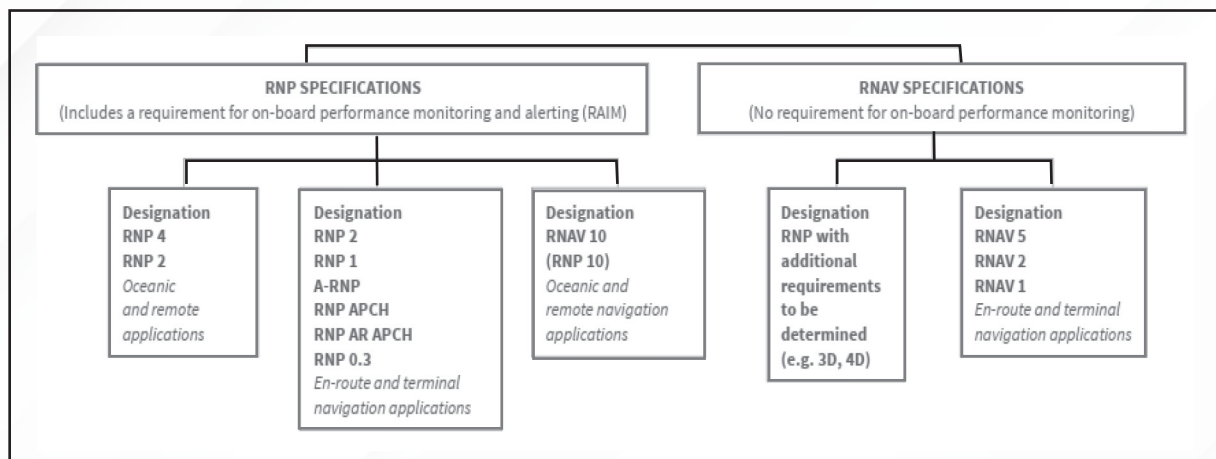 RNP SPECIFICATIONS
(Includes a requirement for on-board performance monitoring and alerting (RAIM)
RNAV SPECIFICATIONS
(No requirement for on-board performance monitoring)
Designation
RNP 4
RNP 2
Oceanic
and remote
applications
Designation
RNP 2
RNP 1
A-RNP
RNP APCH
RNP AR APCH
RNP 0.3
En-route and terminal
navigation applications
Designation
RNAV 10
(RNP 10)
Oceanic and
remote navigation
applications
Designation
RNP with
additional
requirements
to be
determined
(e.g. 3D, 4D)
Designation
RNAV 5
RNAV 2
RNAV 1
En-route and terminal
navigation applications